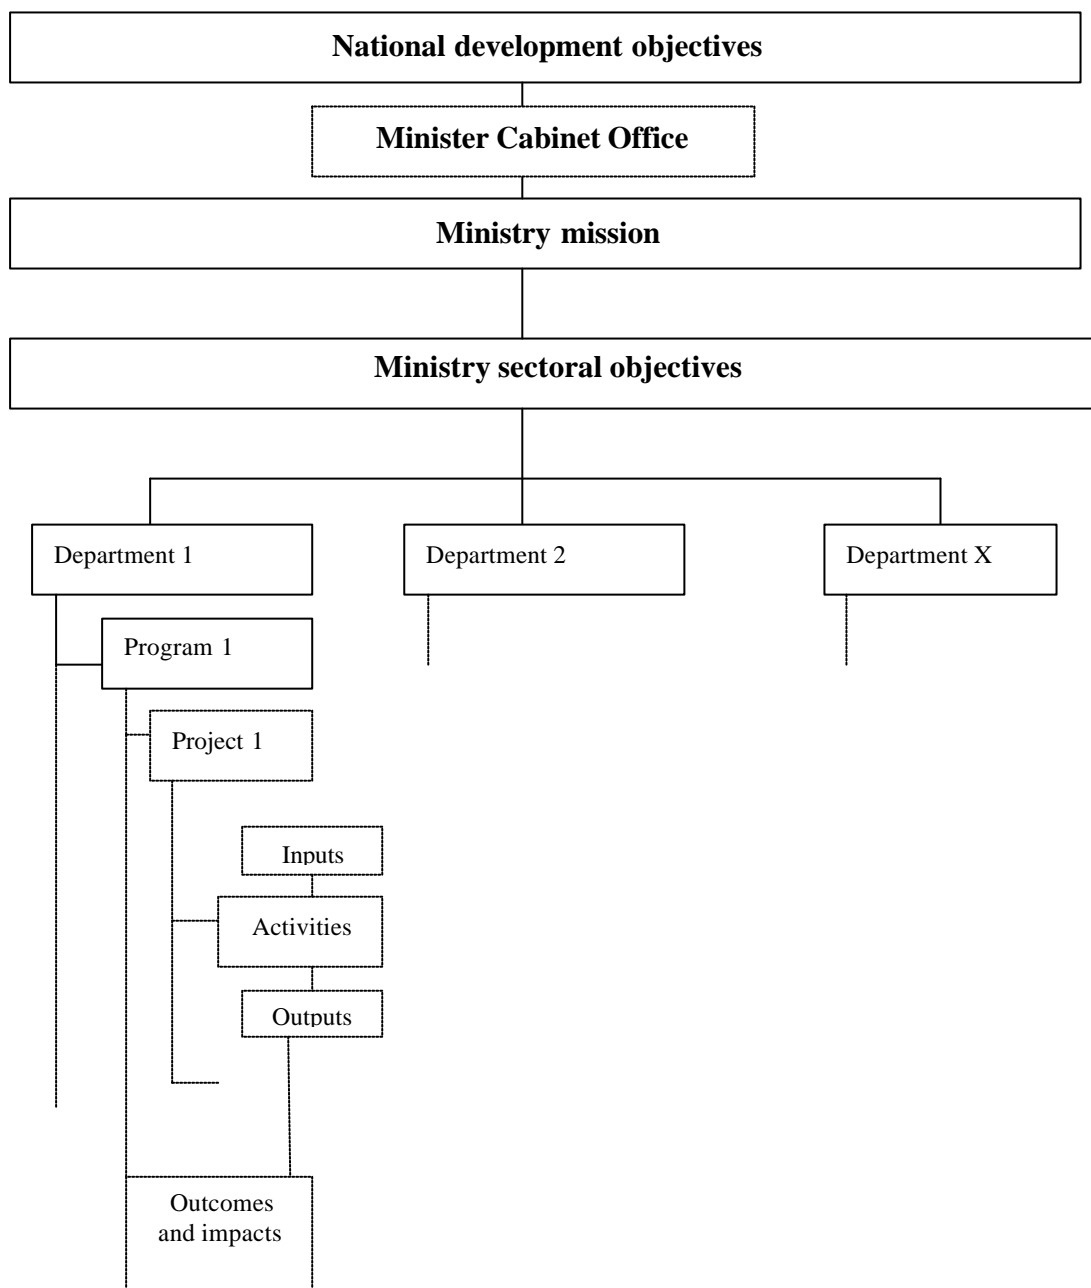 National development objectives
Minister Cabinet Office
Ministry mission
Ministry sectoral objectives
Department 1
Department 2
Department X
Program 1
Project 1
Inputs
Activities
Outputs
Outcomes
and impacts